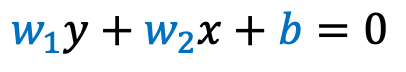 w₁y + w₂x + b = 0